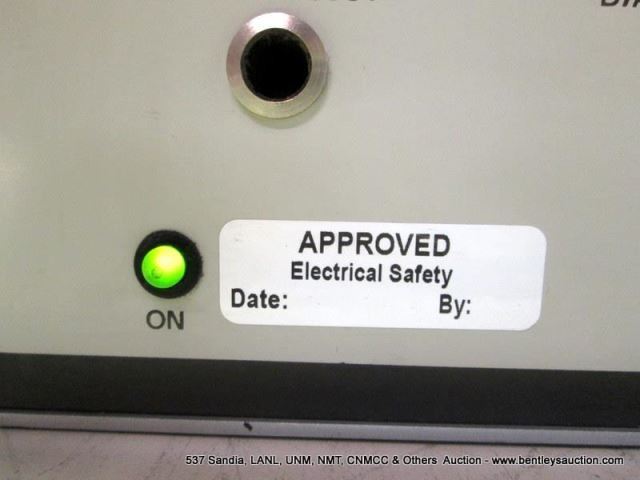 APPROVED
Electrical Safety
Date: By:
ON
537 Sandia, LANL, UNM, NMT, CNMCC & Others Auction - www.bentleysauction.com